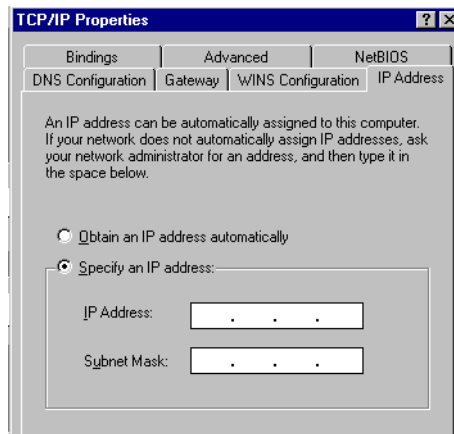 TCP/IP Properties
Bindings Advanced NetBIOS
DNS Configuration Gateway WINS Configuration IP Address
An IP address can be automatically assigned to this computer.
If your network does not automatically assign IP addresses, ask
your network administrator for an address, and then type it in
the space below.
Obtain an IP address automatically
Specify an IP address:
IP Address: . . .
Subnet Mask: . . .